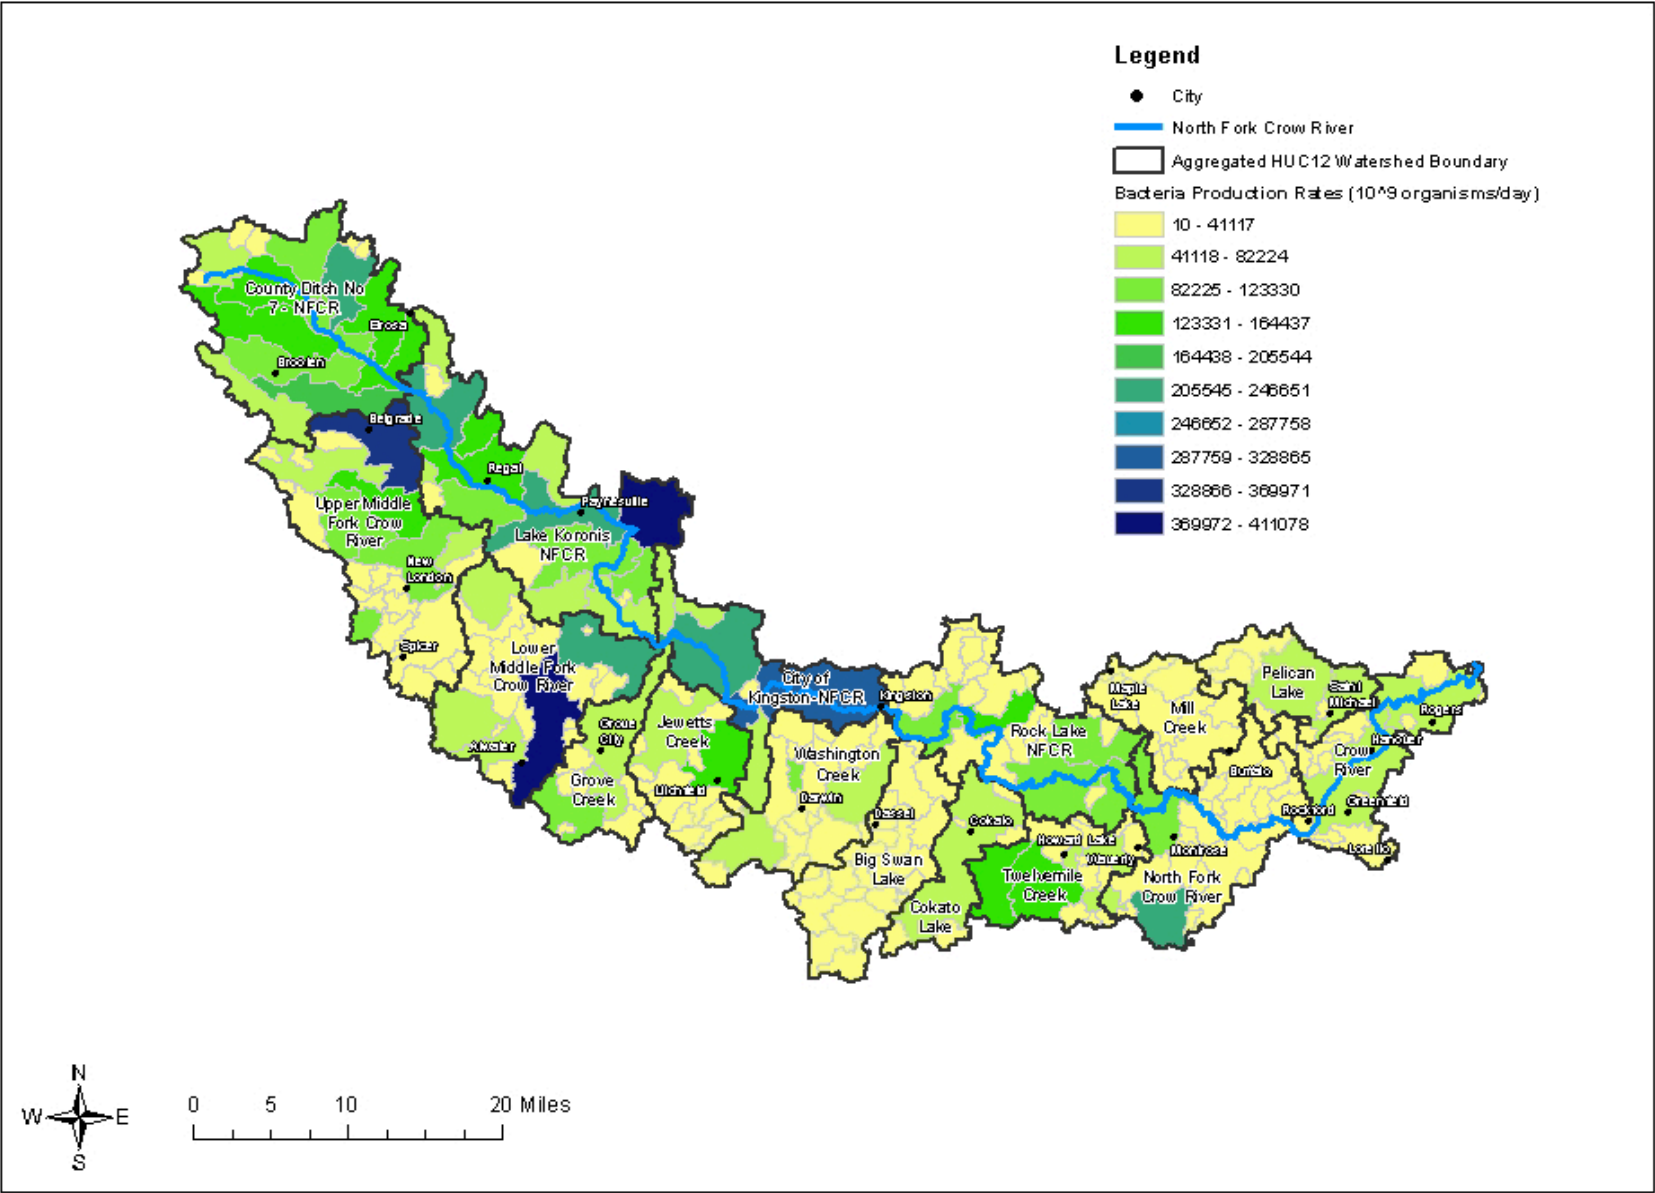 Legend
City
North Fork Crow River
Aggregated HUC12 Watershed Boundary
Bacteria Production Rates (10^9 organisms/day)
10 - 41117
41118 - 82224
82225 - 123330
123331 - 164437
164438 - 205544
205545 - 246651
246652 - 287758
287759 - 328865
328866 - 369971
369972 - 411078
County Ditch No
7 - NFCR
Elrosa
Brooten
Belgrade
Regal
Paynesville
Upper Middle
Fork Crow
River
Lake Koronis
NFCR
New
London
Spicer
Lower
Middle Fork
Crow River
City of
Kingston-NFCR
Kingston
Grove
City
Jewetts
Creek
Atwater
Grove
Creek
Litchfield
Washington
Creek
Darwin
Dassel
Big Swan
Lake
Cokato
Cokato
Lake
Rock Lake
NFCR
Howard Lake
Waverly
Twelvemile
Creek
Montrose
North Fork
Crow River
Maple
Lake
Mill
Creek
Buffalo
Pelican
Lake
Saint
Michael
Rogers
Hanover
Crow
River
Greenfield
Rockford
Loretto
N
W
E
S
0 5 10 20 Miles